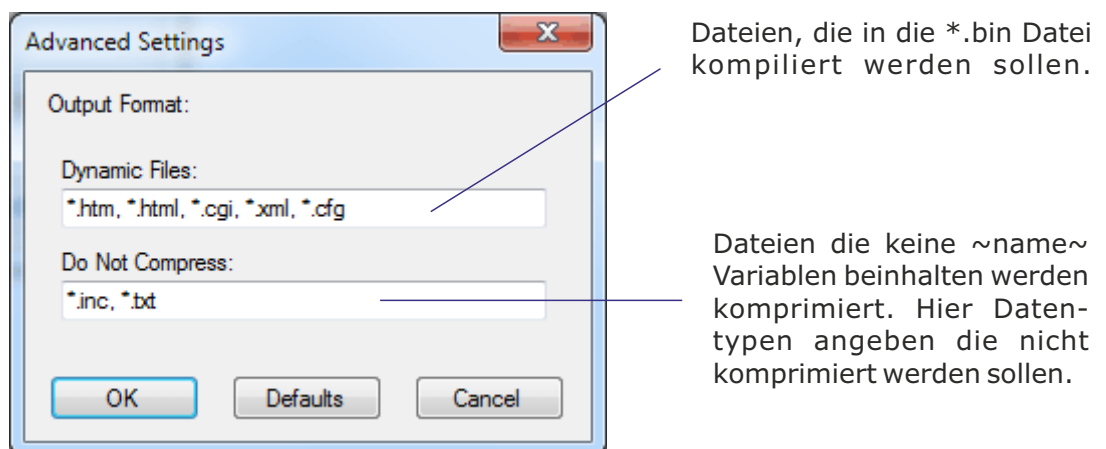 Advanced Settings
Output Format:
Dynamic Files:
*.htm, *.html, *.cgi, *.xml, *.cfg
Do Not Compress:
*.inc, *.txt
OK
Defaults
Cancel
Dateien, die in die *.bin Datei
kompiliert werden sollen.
Dateien die keine ~name~
Variablen beinhalten werden
komprimiert. Hier Daten-
typen angeben die nicht
komprimiert werden sollen.